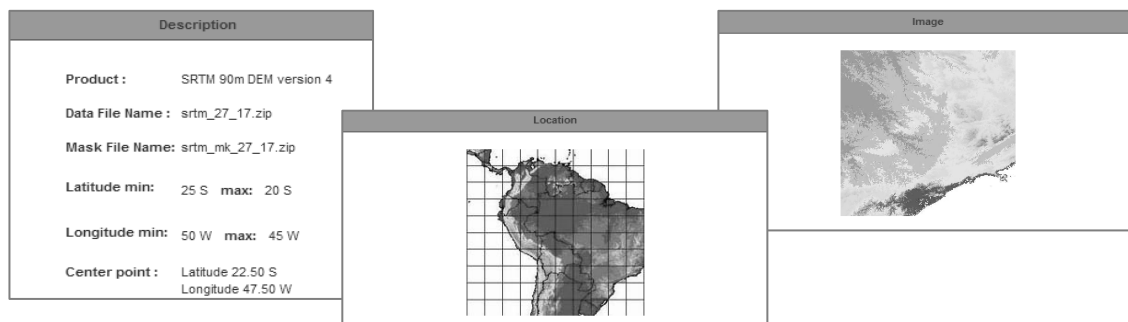 Description
Product : SRTM 90m DEM version 4
Data File Name : srtm_27_17.zip
Mask File Name: srtm_mk_27_17.zip
Latitude min: 25 S max: 20 S
Longitude min: 50 W max: 45 W
Center point : Latitude 22.50 S
Longitude 47.50 W
Location
Image